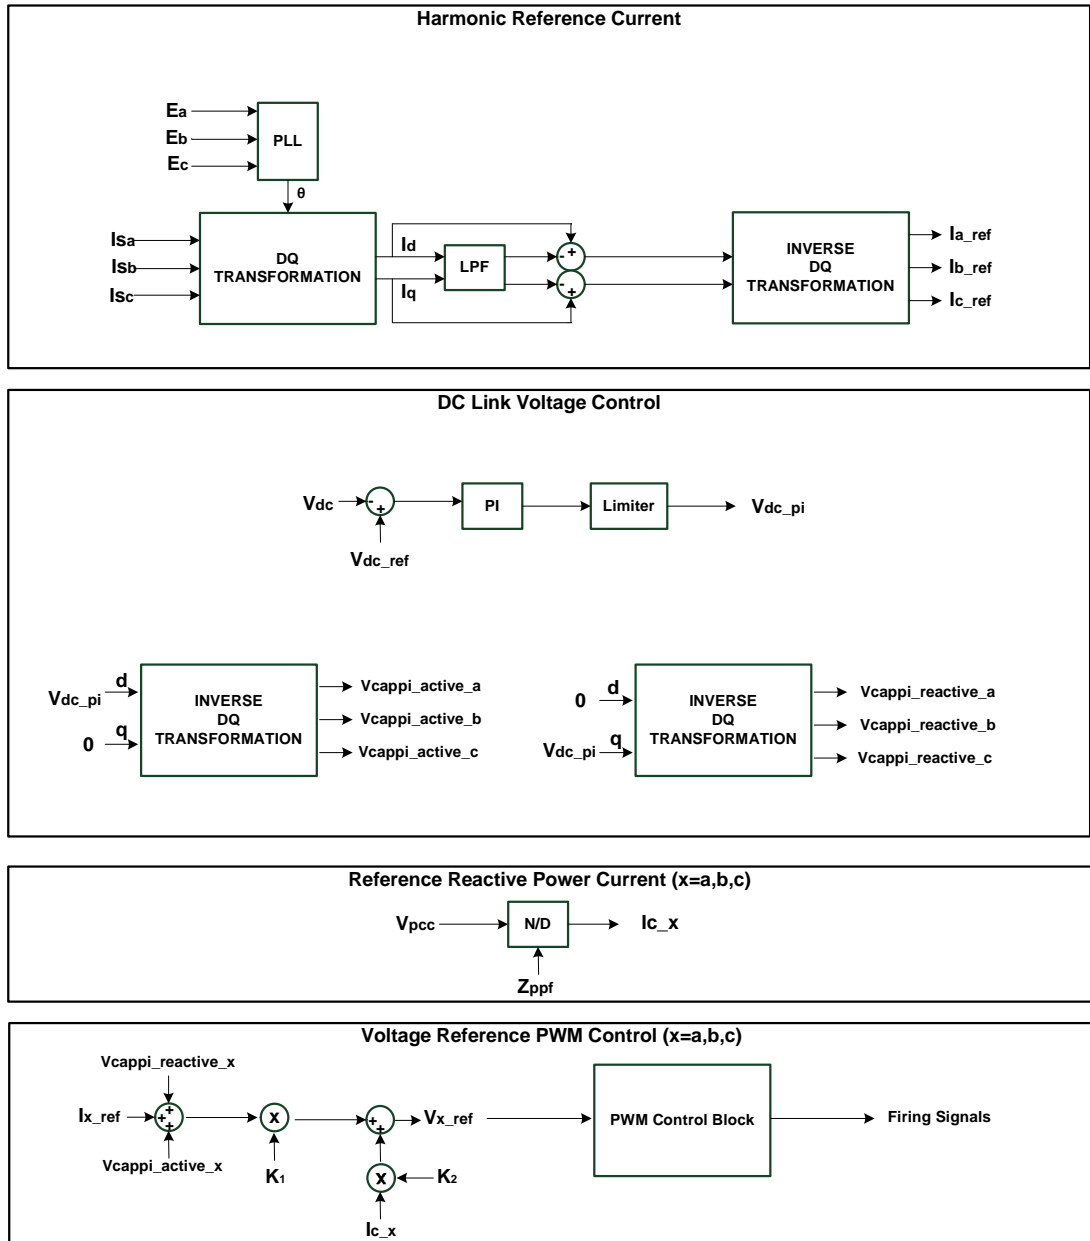 Harmonic Reference Current
Ea
Eb
Ec
PLL
θ
Isa
Isb
Isc
DQ
TRANSFORMATION
Id
Iq
LPF
- +
- +
INVERSE
DQ
TRANSFORMATION
Ia_ref
Ib_ref
Ic_ref
DC Link Voltage Control
Vdc
- +
Vdc_ref
PI
Limiter
Vdc_pi
Vdc_pi
d
0
q
INVERSE
DQ
TRANSFORMATION
Vcappi_active_a
Vcappi_active_b
Vcappi_active_c
0
d
Vdc_pi
q
INVERSE
DQ
TRANSFORMATION
Vcappi_reactive_a
Vcappi_reactive_b
Vcappi_reactive_c
Reference Reactive Power Current (x=a,b,c)
Vpcc
N/D
Ic_x
Zppf
Voltage Reference PWM Control (x=a,b,c)
Vcappi_reactive_x
Ix_ref
+ + +
Vcappi_active_x
x
K1
+ +
Vx_ref
x
K2
Ic_x
PWM Control Block
Firing Signals